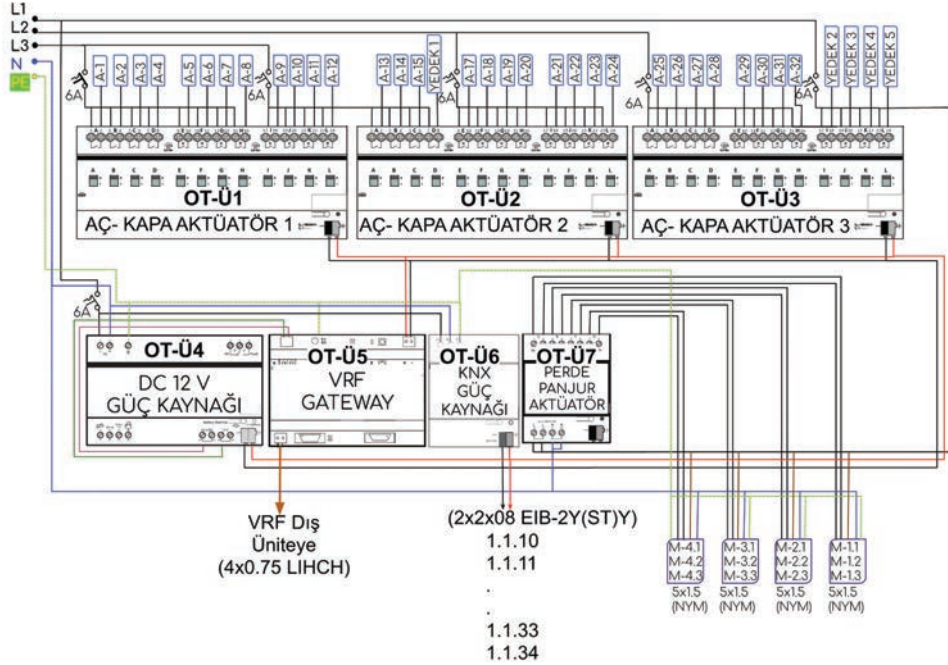 L1
L2
L3
N
PE
6A
A-1
A-2
A-3
A-4
A-5
A-6
A-7
A-8
6A
A-9
A-10
A-11
A-12
A-13
A-14
A-15
YEDEK 1
6A
A-17
A-18
A-19
A-20
A-21
A-22
A-23
A-24
6A
A-25
A-26
A-27
A-28
A-29
A-30
A-31
A-32
6A
YEDEK 2
YEDEK 3
YEDEK 4
YEDEK 5
A B C D E F G H I J K L
OT-Ü1
AÇ- KAPA AKTÜATÖR 1
A B C D E F G H I J K L
OT-Ü2
AÇ- KAPA AKTÜATÖR 2
A B C D E F G H I J K L
OT-Ü3
AÇ- KAPA AKTÜATÖR 3
6A
OT-Ü4
DC 12 V
GÜÇ KAYNAĞI
OT-Ü5
VRF
GATEWAY
OT-Ü6
KNX
GÜÇ
KAYNAĞI
OT-Ü7
PERDE
PANJUR
AKTÜATÖR
VRF Dış
Üniteye
(4x0.75 LIHCH)
(2x2x08 EIB-2Y(ST)Y)
1.1.10
1.1.11
.
.
1.1.33
1.1.34
M-4.1
M-4.2
M-4.3
5x1.5
(NYM)
M-3.1
M-3.2
M-3.3
5x1.5
(NYM)
M-2.1
M-2.2
M-2.3
5x1.5
(NYM)
M-1.1
M-1.2
M-1.3
5x1.5
(NYM)